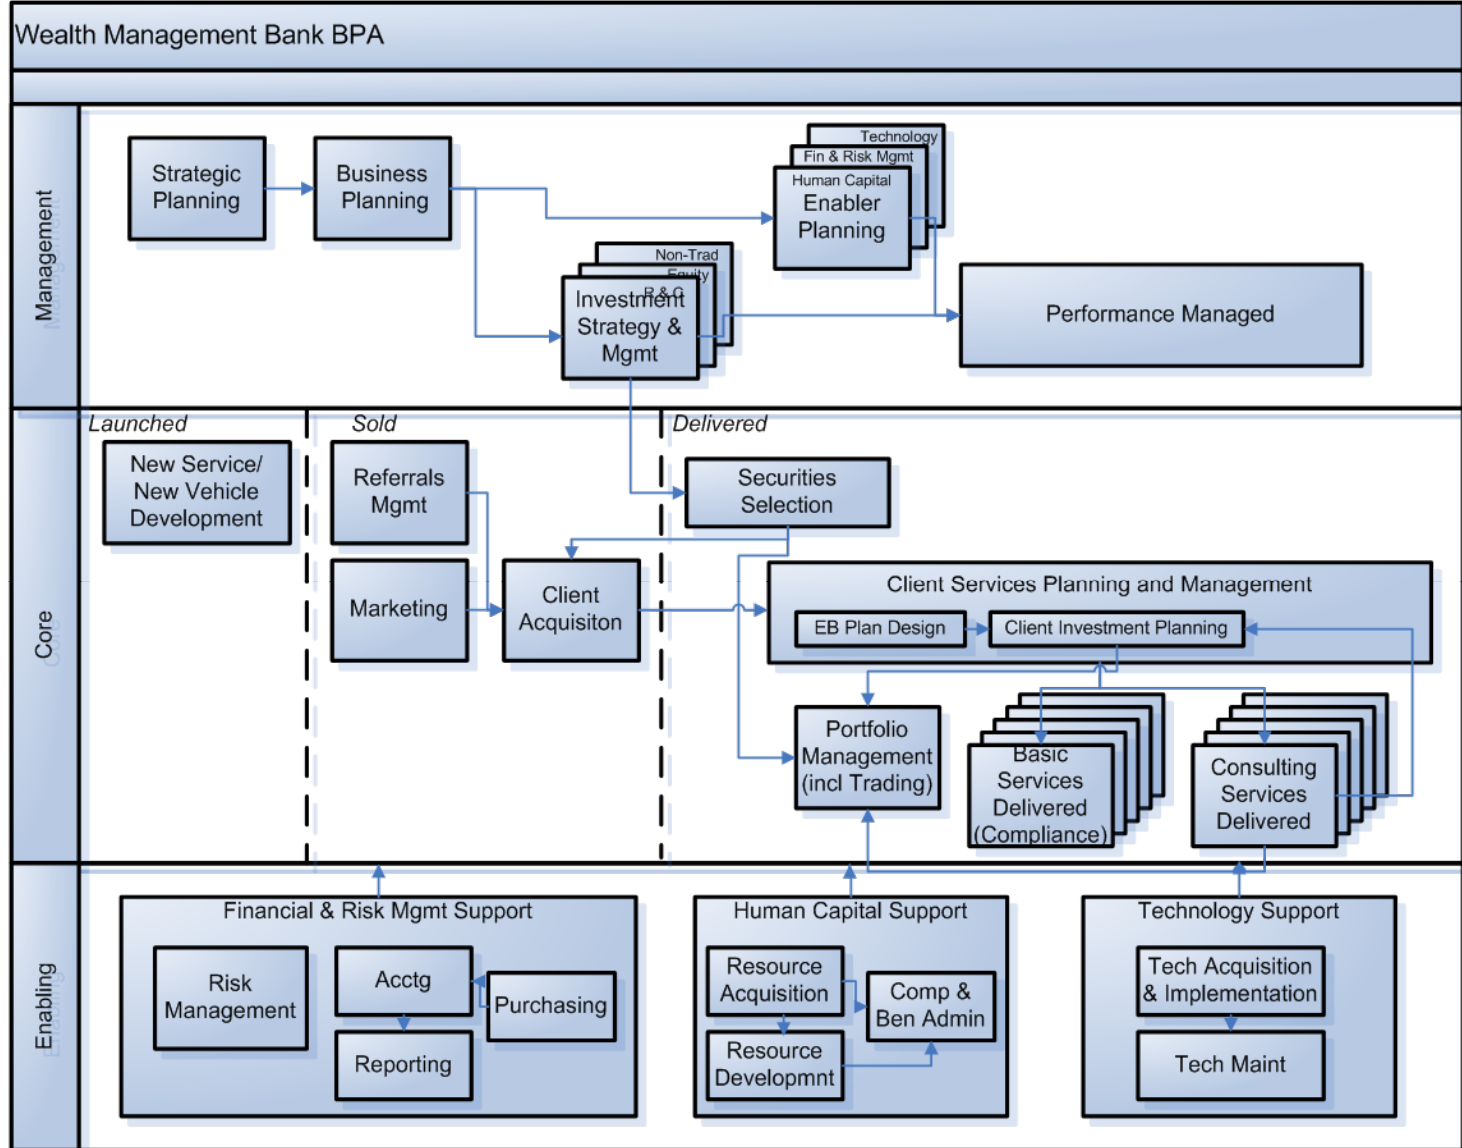 Wealth Management Bank BPA
Management
Strategic
Planning
Business
Planning
Technology
Fin & Risk Mgmt
Human Capital
Enabler
Planning
Non-Trad
Equity
R & G
Investment
Strategy &
Mgmt
Performance Managed
Core
Launched
New Service/
New Vehicle
Development
Sold
Referrals
Mgmt
Marketing
Client
Acquisiton
Delivered
Securities
Selection
Client Services Planning and Management
EB Plan Design
Client Investment Planning
Portfolio
Management
(incl Trading)
Basic
Services
Delivered
(Compliance)
Consulting
Services
Delivered
Enabling
Financial & Risk Mgmt Support
Risk
Management
Acctg
Purchasing
Reporting
Human Capital Support
Resource
Acquisition
Comp &
Ben Admin
Resource
Developmnt
Technology Support
Tech Acquisition
& Implementation
Tech Maint